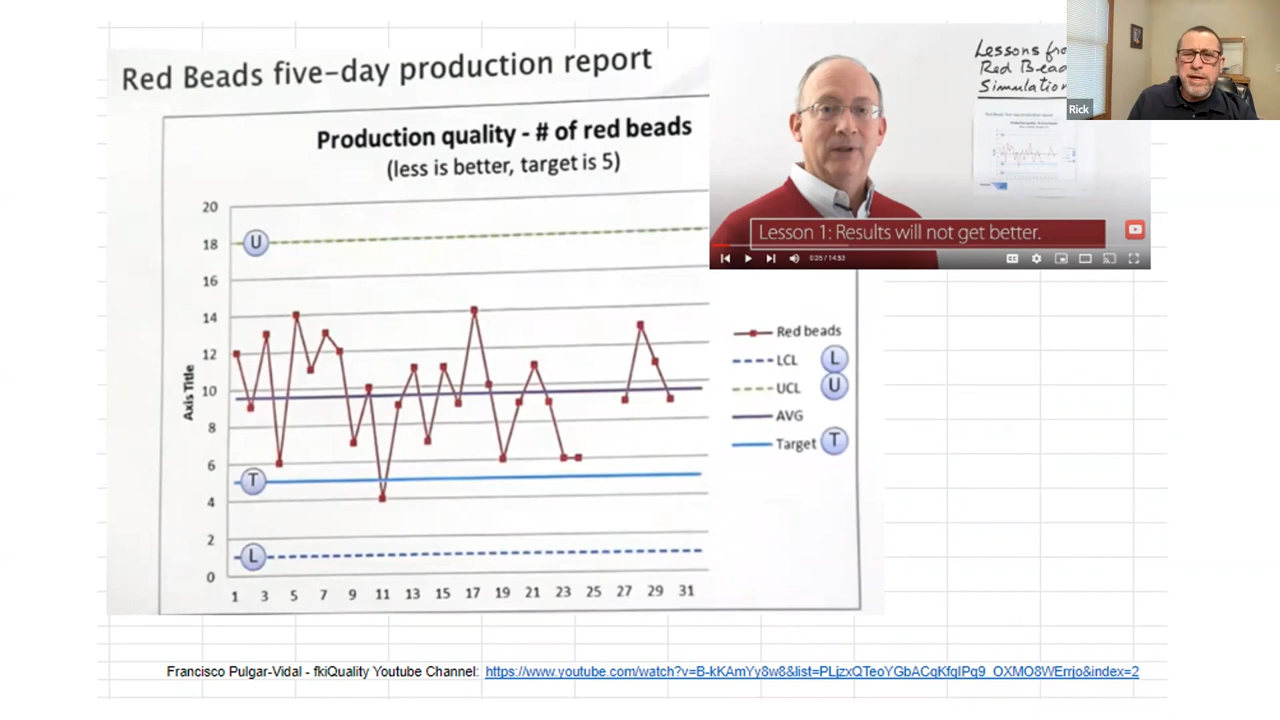 Red Beads five-day production report
Production quality - # of red beads
(less is better, target is 5)
20
18
16
14
12
10
8
6
4
2
0
Axis Title
U
T
L
1 3 5 7 9 11 13 15 17 19 21 23 25 27 29 31
Red beads
LCL L
UCL U
AVG
Target T
Lessons
Red
Lesson 1: Results will not get better.
0:35 / 14:53
Rick
Francisco Pulgar-Vidal - fkiQuality Youtube Channel: https://www.youtube.com/watch?v=B-kKAmYy8w8&list=PLjzxQTeoYGbACqKfqIPq9_OXMO8WErrjo&index=2